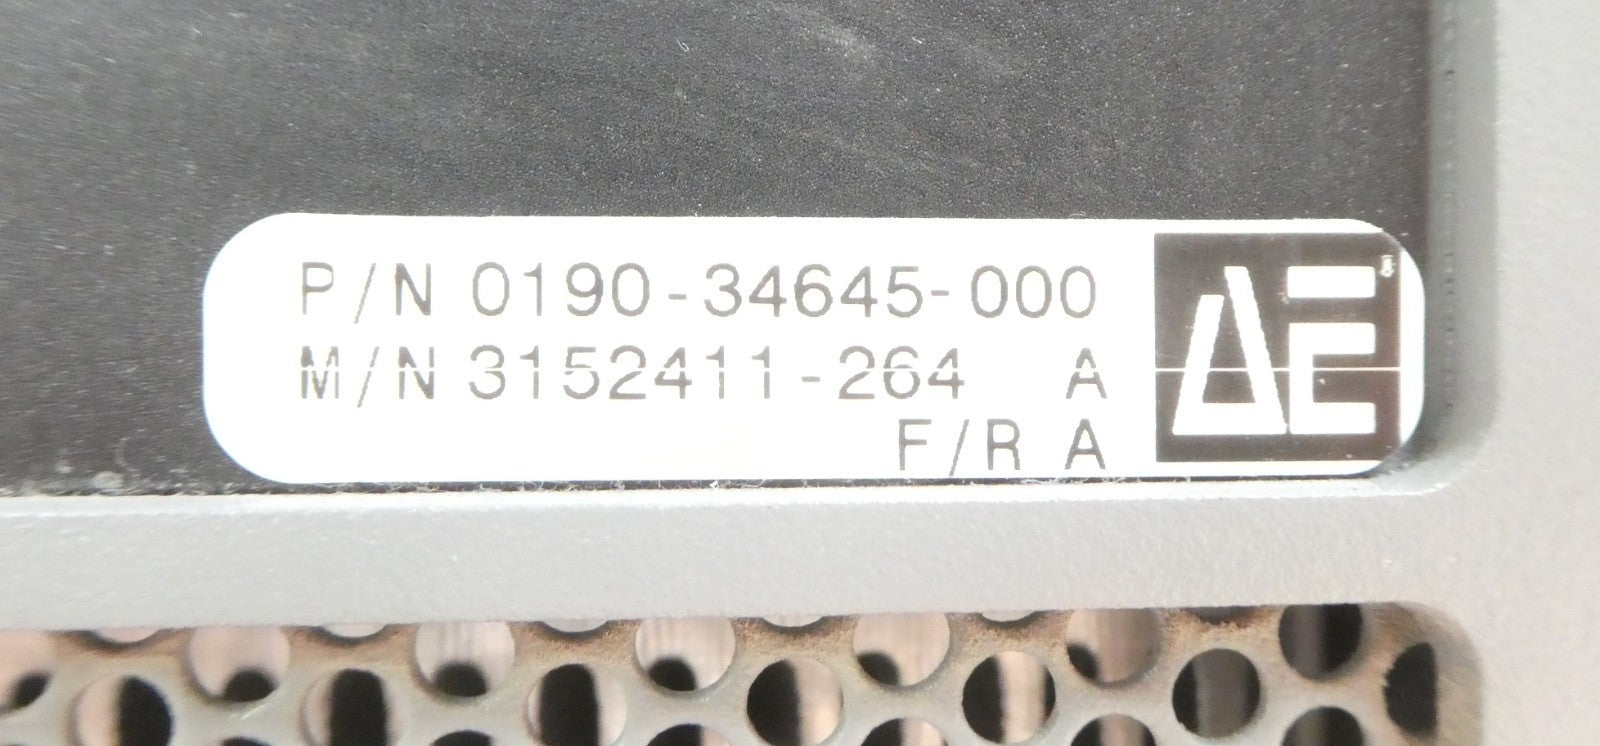 P/N 0190-34645-000
M/N 3152411-264 A
F/R A
AE